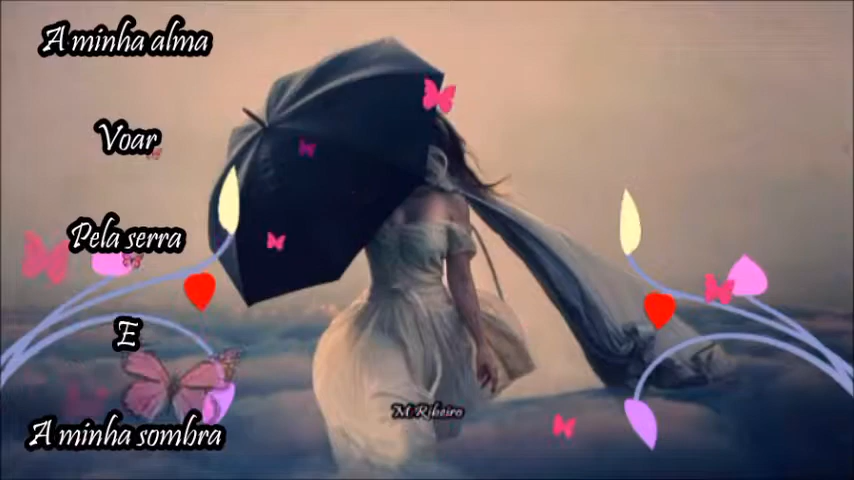 A minha alma
Voar
Pela serra
E
A minha sombra
M Ribeiro